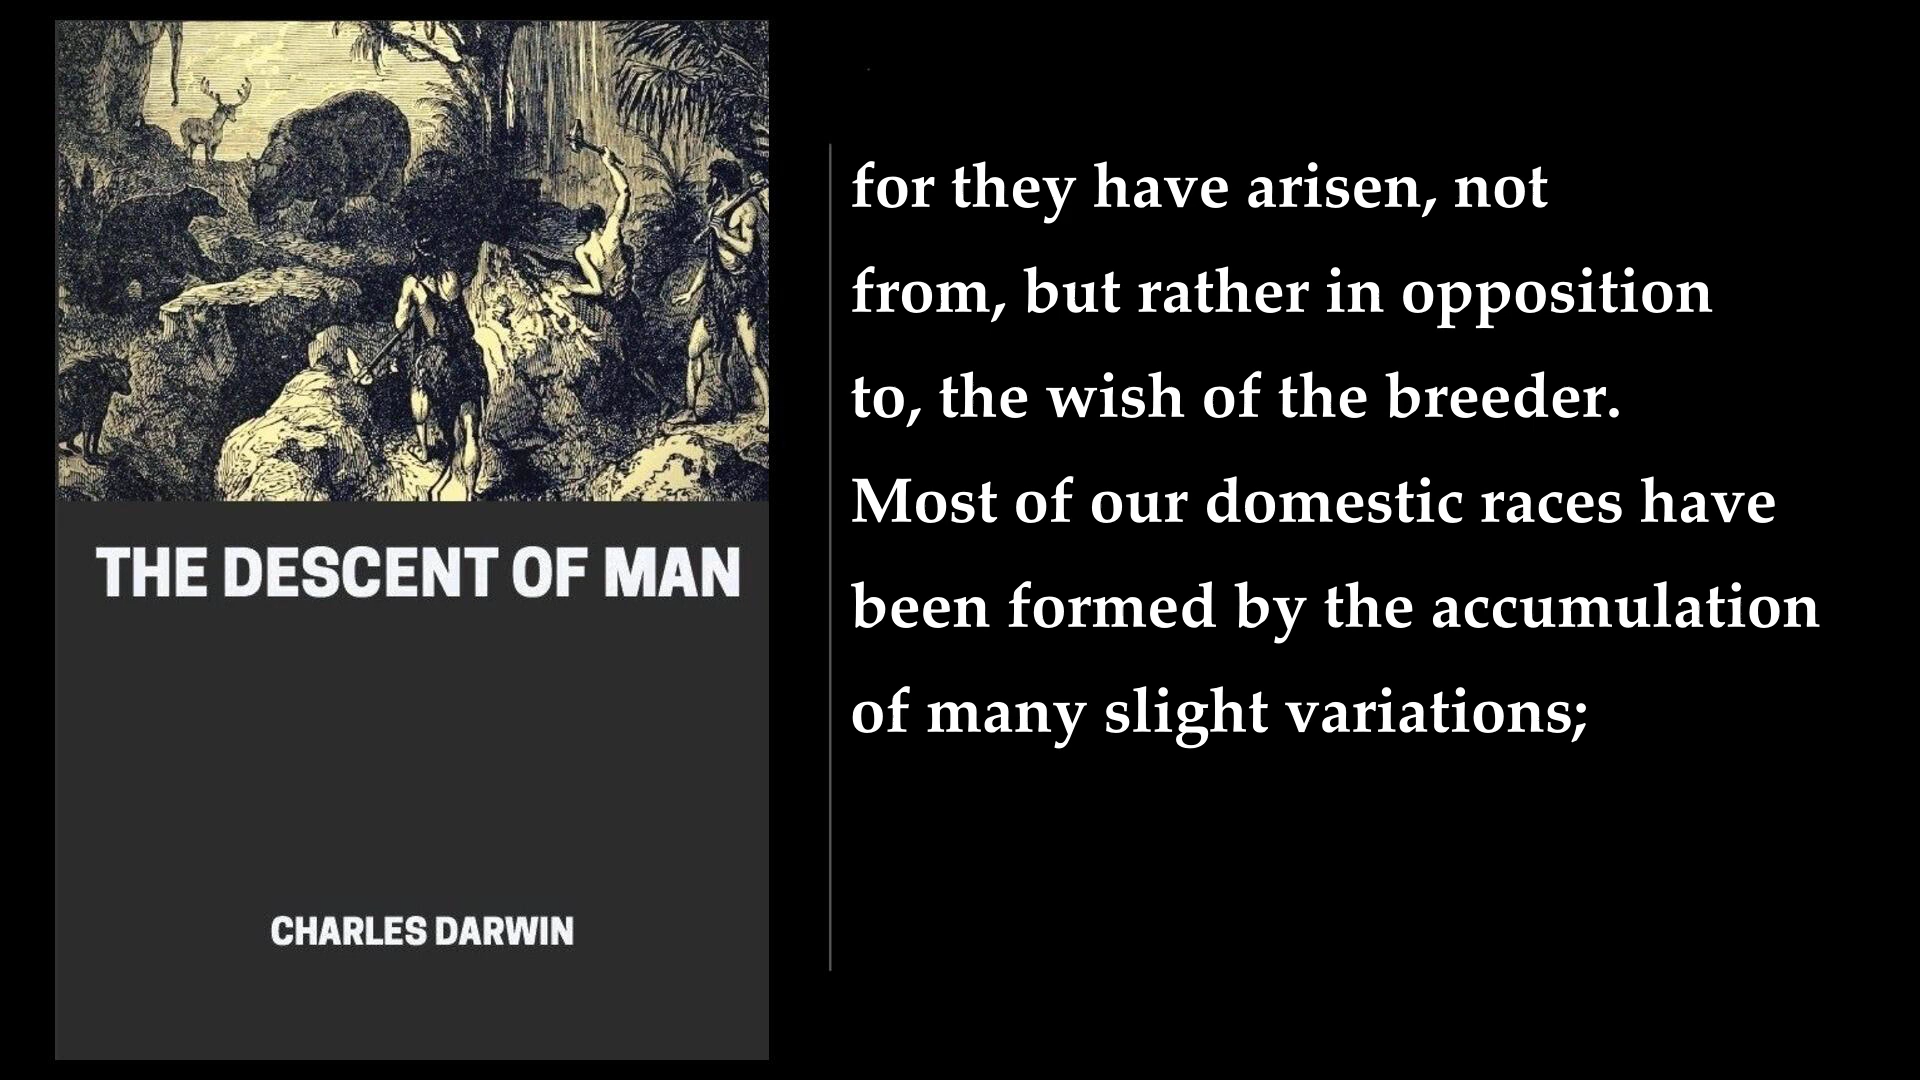 THE DESCENT OF MAN
CHARLES DARWIN
for they have arisen, not
from, but rather in opposition
to, the wish of the breeder.
Most of our domestic races have
been formed by the accumulation
of many slight variations;